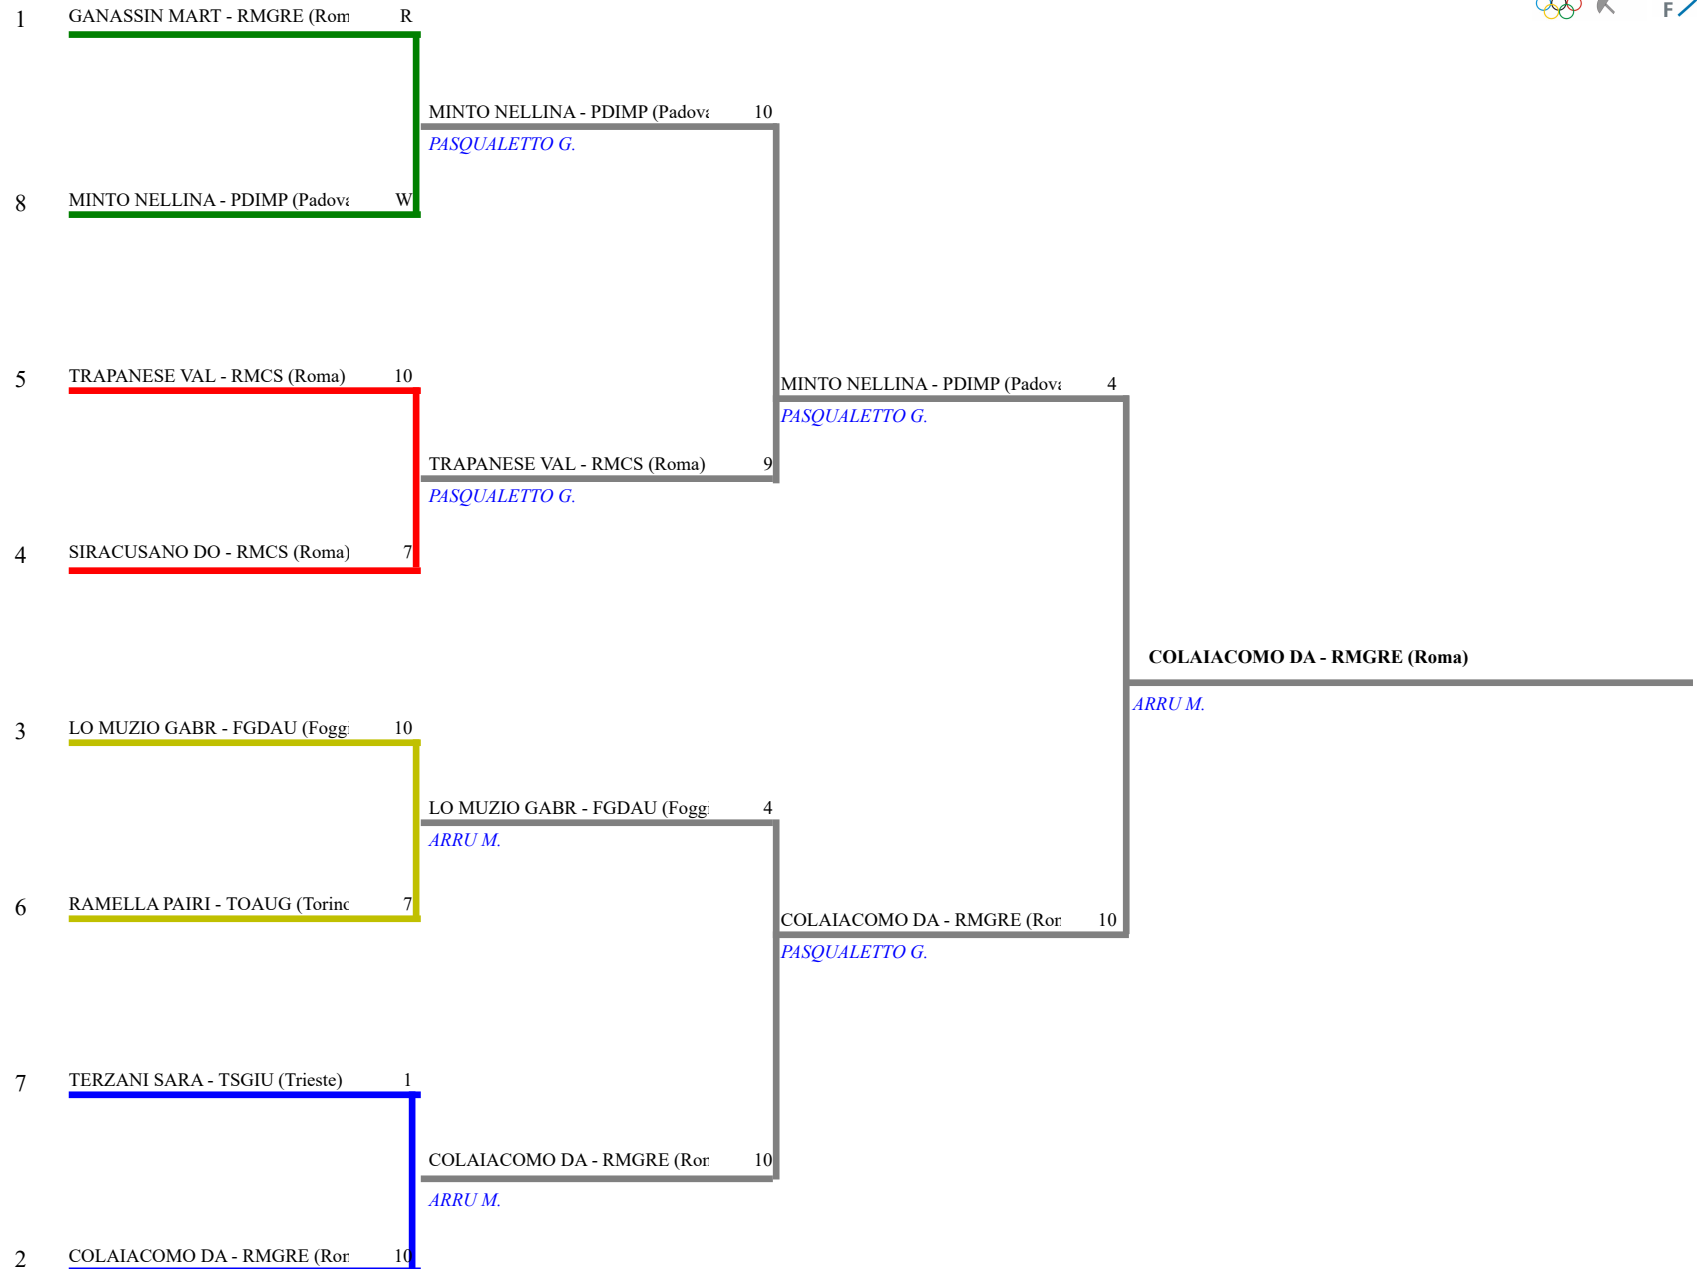 1 GANASSIN MART - RMGRE (Rom R
F
MINTO NELLINA - PDIMP (Padova 10
PASQUALETTO G.
8 MINTO NELLINA - PDIMP (Padova W
5 TRAPANESE VAL - RMCS (Roma) 10
MINTO NELLINA - PDIMP (Padova 4
PASQUALETTO G.
TRAPANESE VAL - RMCS (Roma) 9
PASQUALETTO G.
4 SIRACUSANO DO - RMCS (Roma) 7
COLAIACOMO DA - RMGRE (Roma)
ARRU M.
3 LO MUZIO GABR - FGDAU (Foggi 10
LO MUZIO GABR - FGDAU (Foggi 4
ARRU M.
6 RAMELLA PAIRI - TOAUG (Torino 7
COLAIACOMO DA - RMGRE (Rom 10
PASQUALETTO G.
7 TERZANI SARA - TSGIU (Trieste) 1
COLAIACOMO DA - RMGRE (Rom 10
ARRU M.
2 COLAIACOMO DA - RMGRE (Rom 10